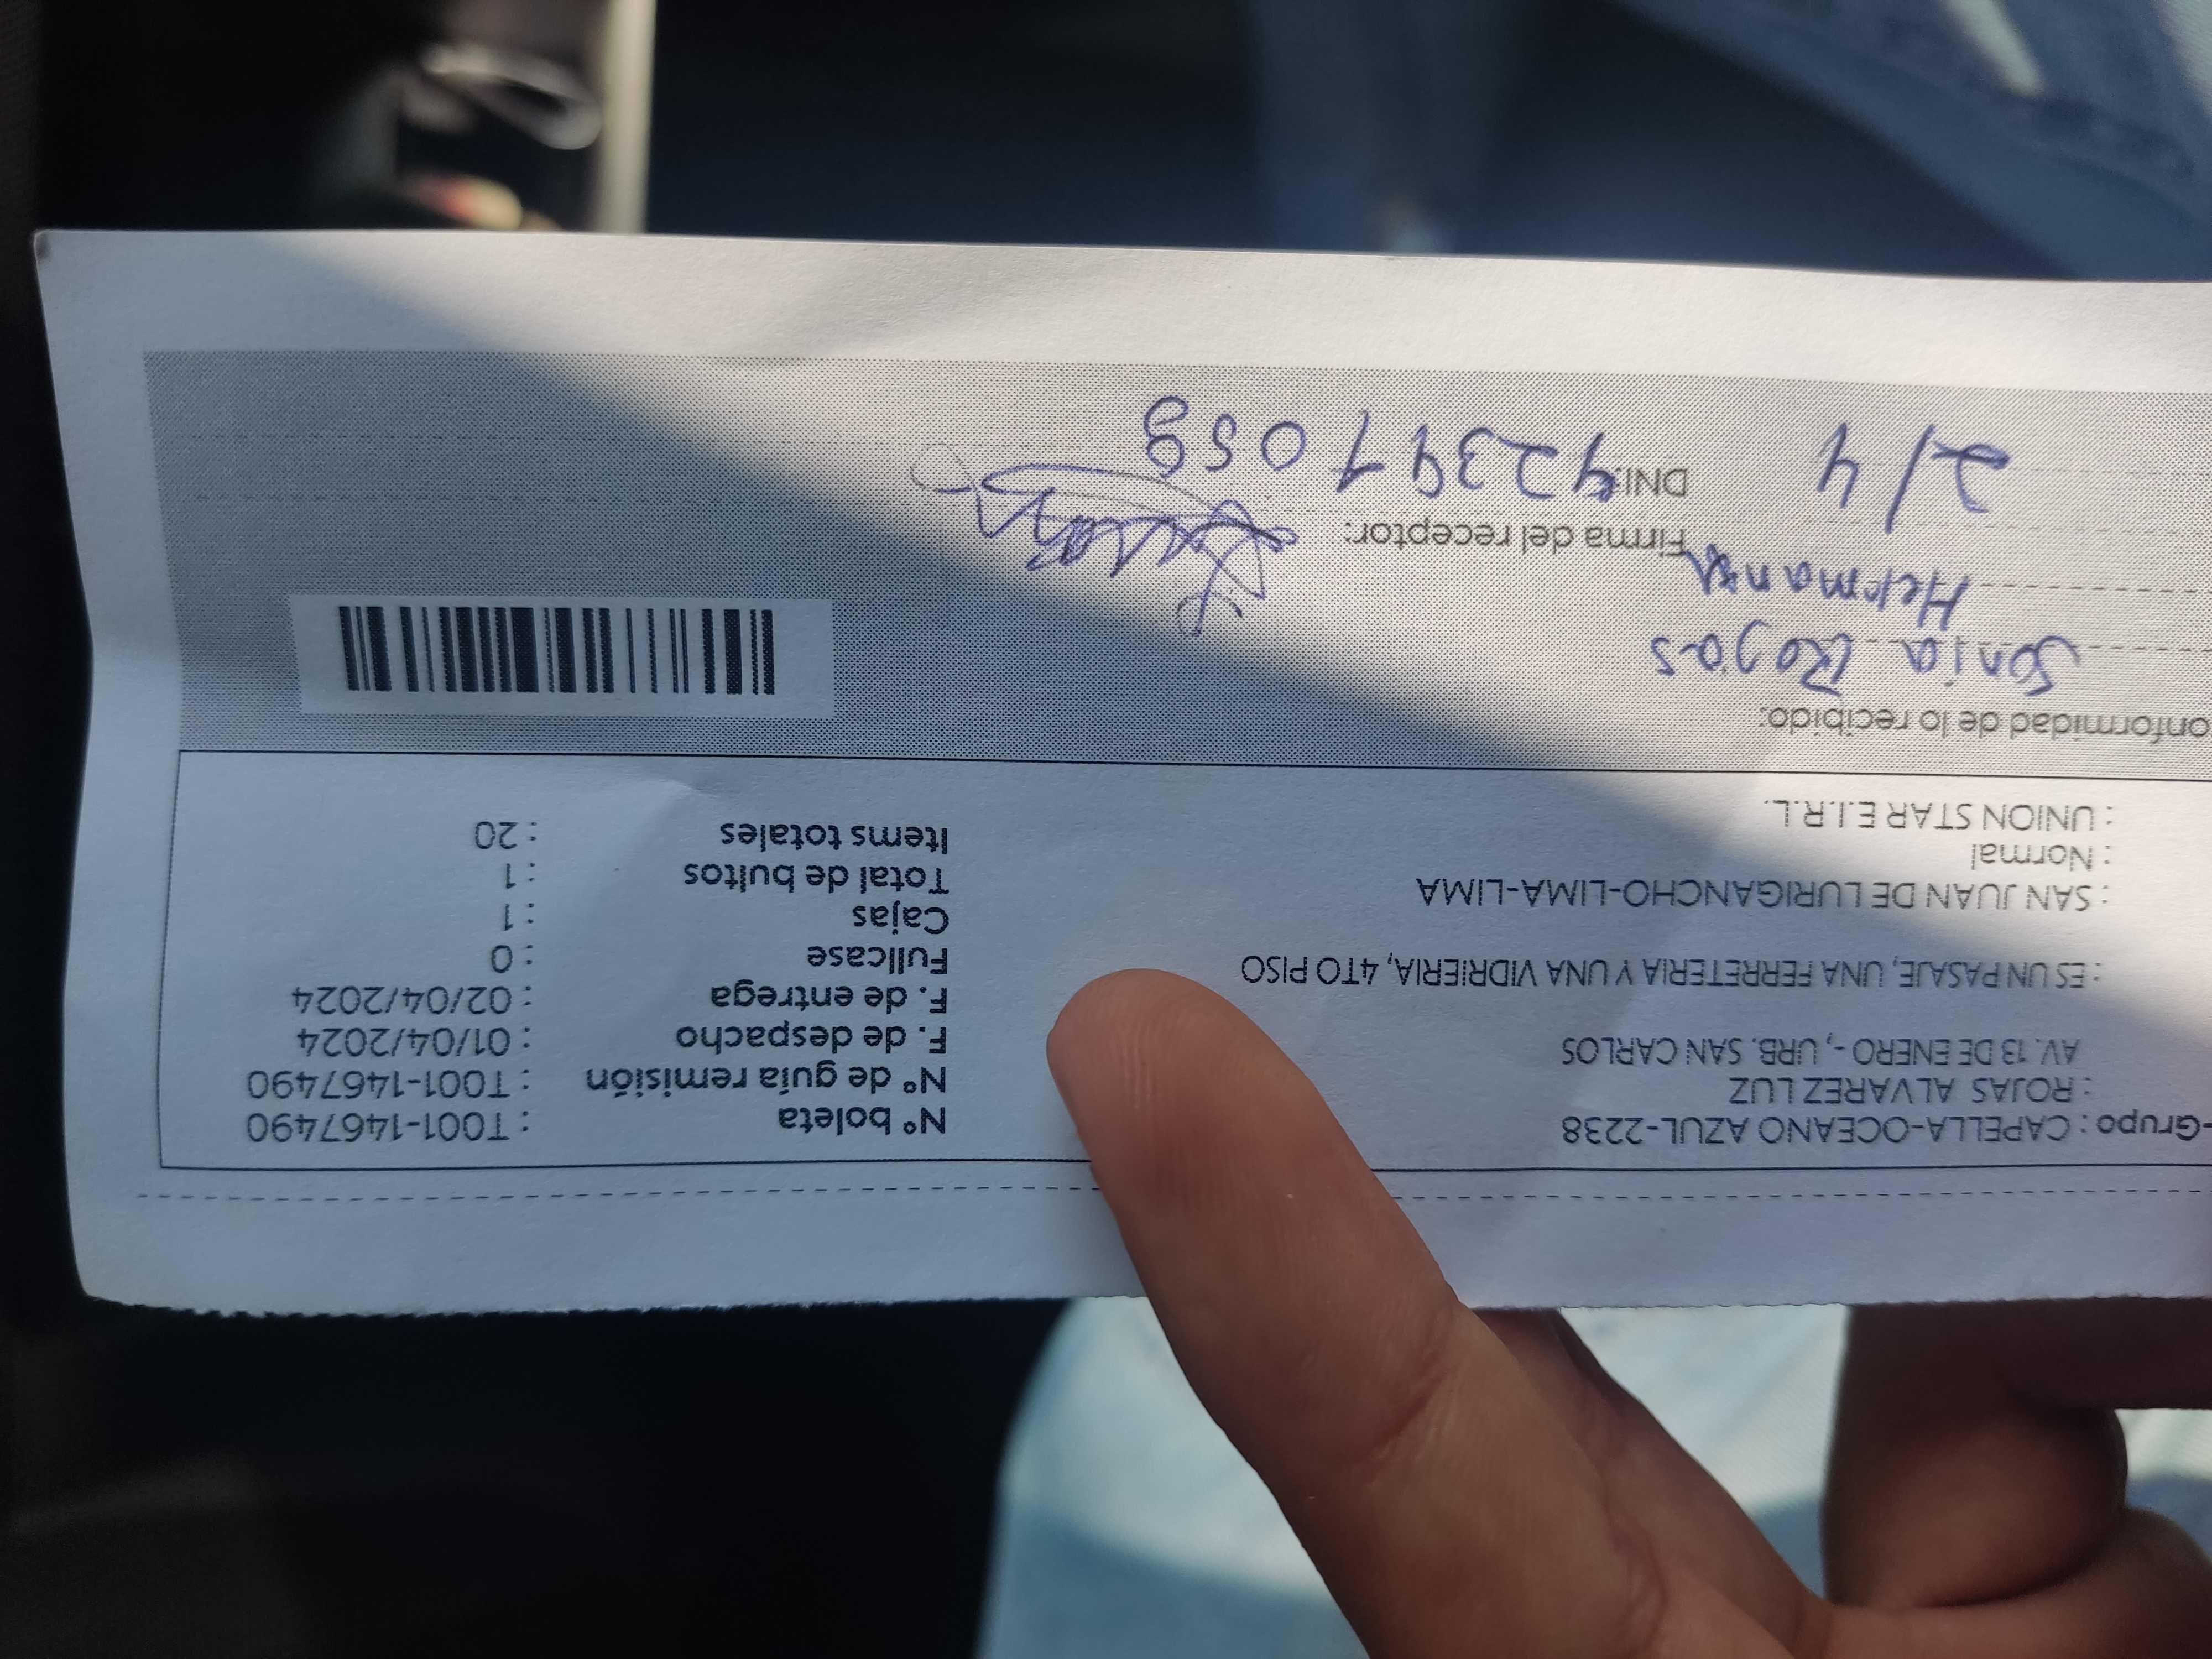 -Grupo : CAPELLA-OCEANO AZUL-2238
: ROJAS ALVAREZ LUZ
AV. 13 DE ENERO -, URB. SAN CARLOS
: ES UN PASAJE, UNA FERRETERIA Y UNA VIDRIERIA, 4TO PISO
: SAN JUAN DE LURIGANCHO-LIMA-LIMA
: Normal
: UNION STAR E.I.R.L.
N° boleta : T001-1467490
N° de guía remisión : T001-1467490
F. de despacho : 01/04/2024
F. de entrega : 02/04/2024
Fullcase : 0
Cajas : 1
Total de bultos : 1
Items totales : 20
onformidad de lo recibido:
Sonia Rojas
Hermana
2/4
Firma del receptor:
DNI: